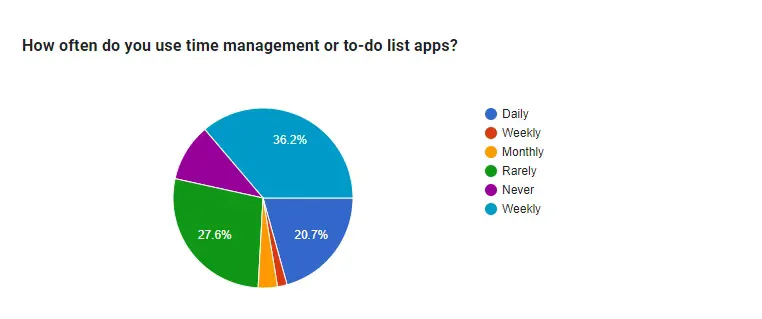 How often do you use time management or to-do list apps?
36.2%
27.6%
20.7%
Daily
Weekly
Monthly
Rarely
Never
Weekly